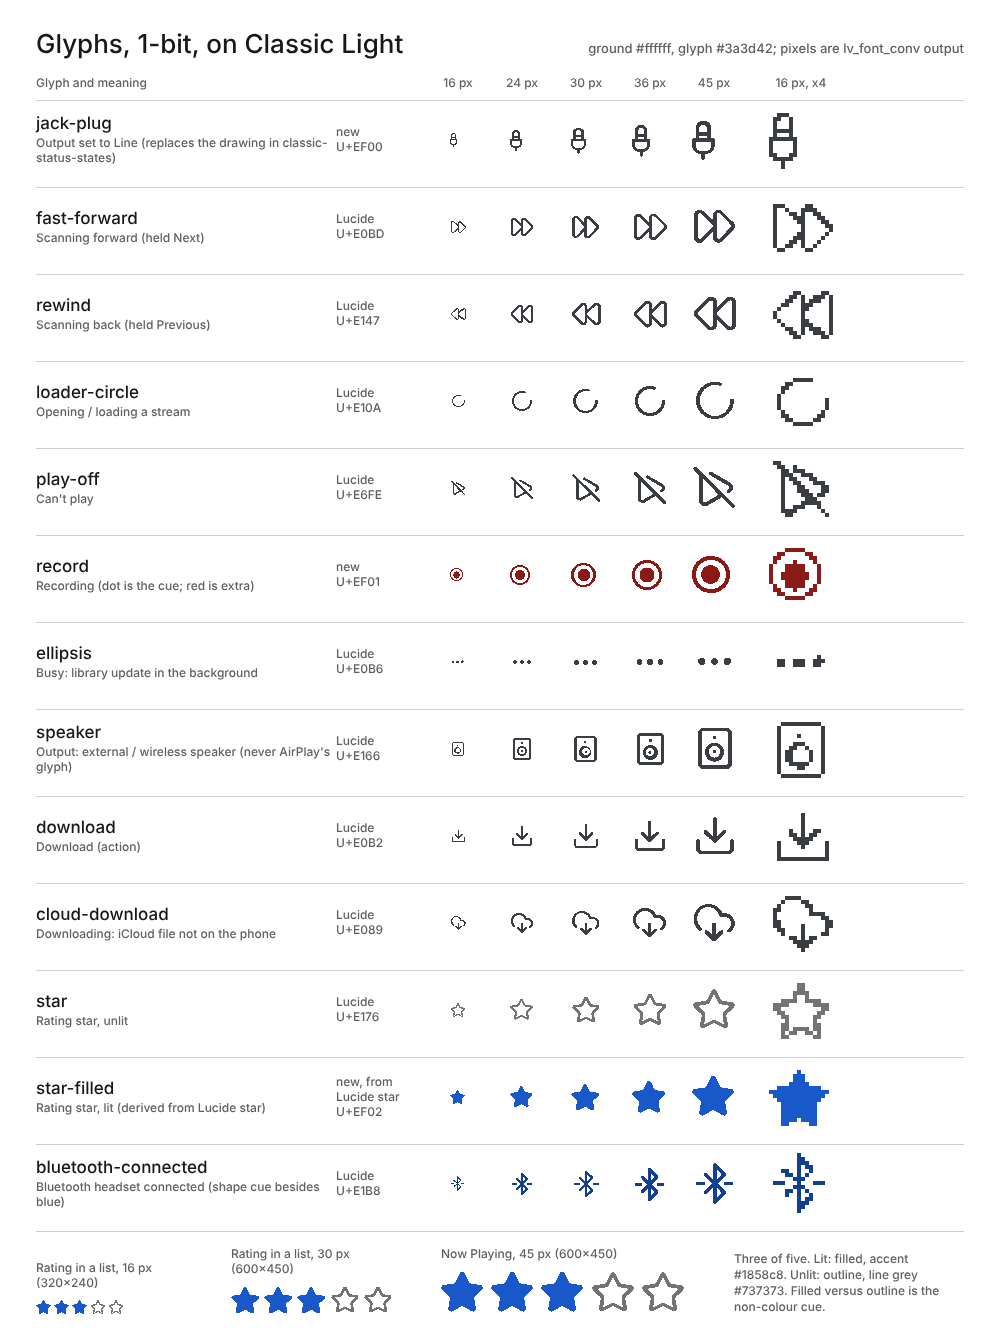 Glyphs, 1-bit, on Classic Light
ground #ffffff, glyph #3a3d42; pixels are lv_font_conv output
Glyph and meaning
16 px
24 px
30 px
36 px
45 px
16 px, x4
jack-plug
Output set to Line (replaces the drawing in classic-
status-states)
new
U+EF00
fast-forward
Scanning forward (held Next)
Lucide
U+E0BD
rewind
Scanning back (held Previous)
Lucide
U+E147
loader-circle
Opening / loading a stream
Lucide
U+E10A
play-off
Can't play
Lucide
U+E6FE
record
Recording (dot is the cue; red is extra)
new
U+EF01
ellipsis
Busy: library update in the background
Lucide
U+E0B6
speaker
Output: external / wireless speaker (never AirPlay's
glyph)
Lucide
U+E166
download
Download (action)
Lucide
U+E0B2
cloud-download
Downloading: iCloud file not on the phone
Lucide
U+E089
star
Rating star, unlit
Lucide
U+E176
star-filled
Rating star, lit (derived from Lucide star)
new, from
Lucide star
U+EF02
bluetooth-connected
Bluetooth headset connected (shape cue besides
blue)
Lucide
U+E1B8
Rating in a list, 16 px
(320×240)
Rating in a list, 30 px
(600×450)
Now Playing, 45 px (600×450)
Three of five. Lit: filled, accent
#1858c8. Unlit: outline, line grey
#737373. Filled versus outline is the
non-colour cue.